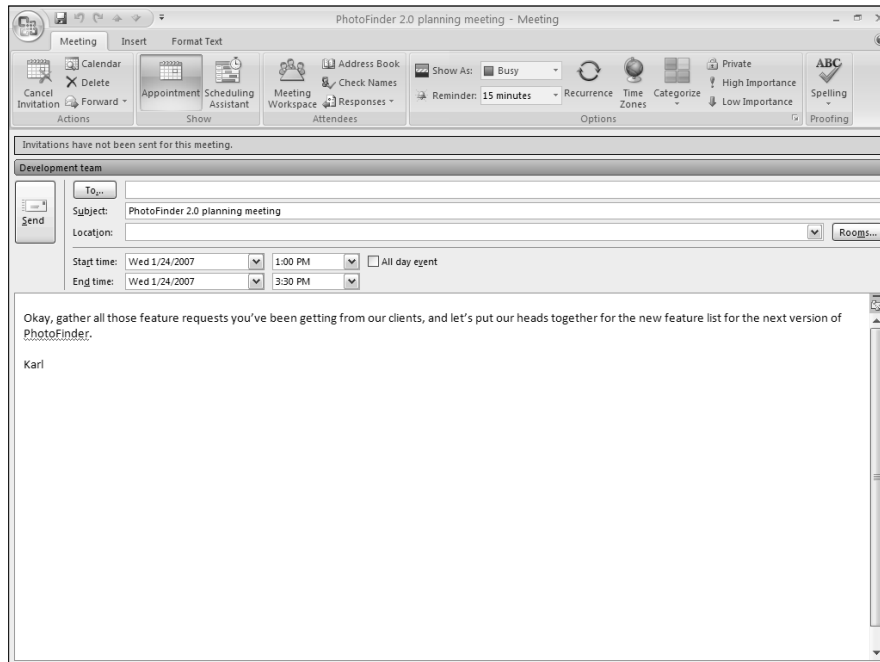 PhotoFinder 2.0 planning meeting - Meeting
Meeting Insert Format Text
Cancel Invitation
Calendar
Delete
Forward
Actions
Appointment
Scheduling Assistant
Show
Meeting Workspace
Address Book
Check Names
Responses
Attendees
Show As: Busy
Reminder: 15 minutes
Recurrence
Time Zones
Categorize
Private
High Importance
Low Importance
Options
ABC
Spelling
Proofing
Invitations have not been sent for this meeting.
Development team
Send
To...
Subject: PhotoFinder 2.0 planning meeting
Location: Rooms...
Start time: Wed 1/24/2007 1:00 PM All day event
End time: Wed 1/24/2007 3:30 PM
Okay, gather all those feature requests you've been getting from our clients, and let's put our heads together for the new feature list for the next version of
PhotoFinder.
Karl